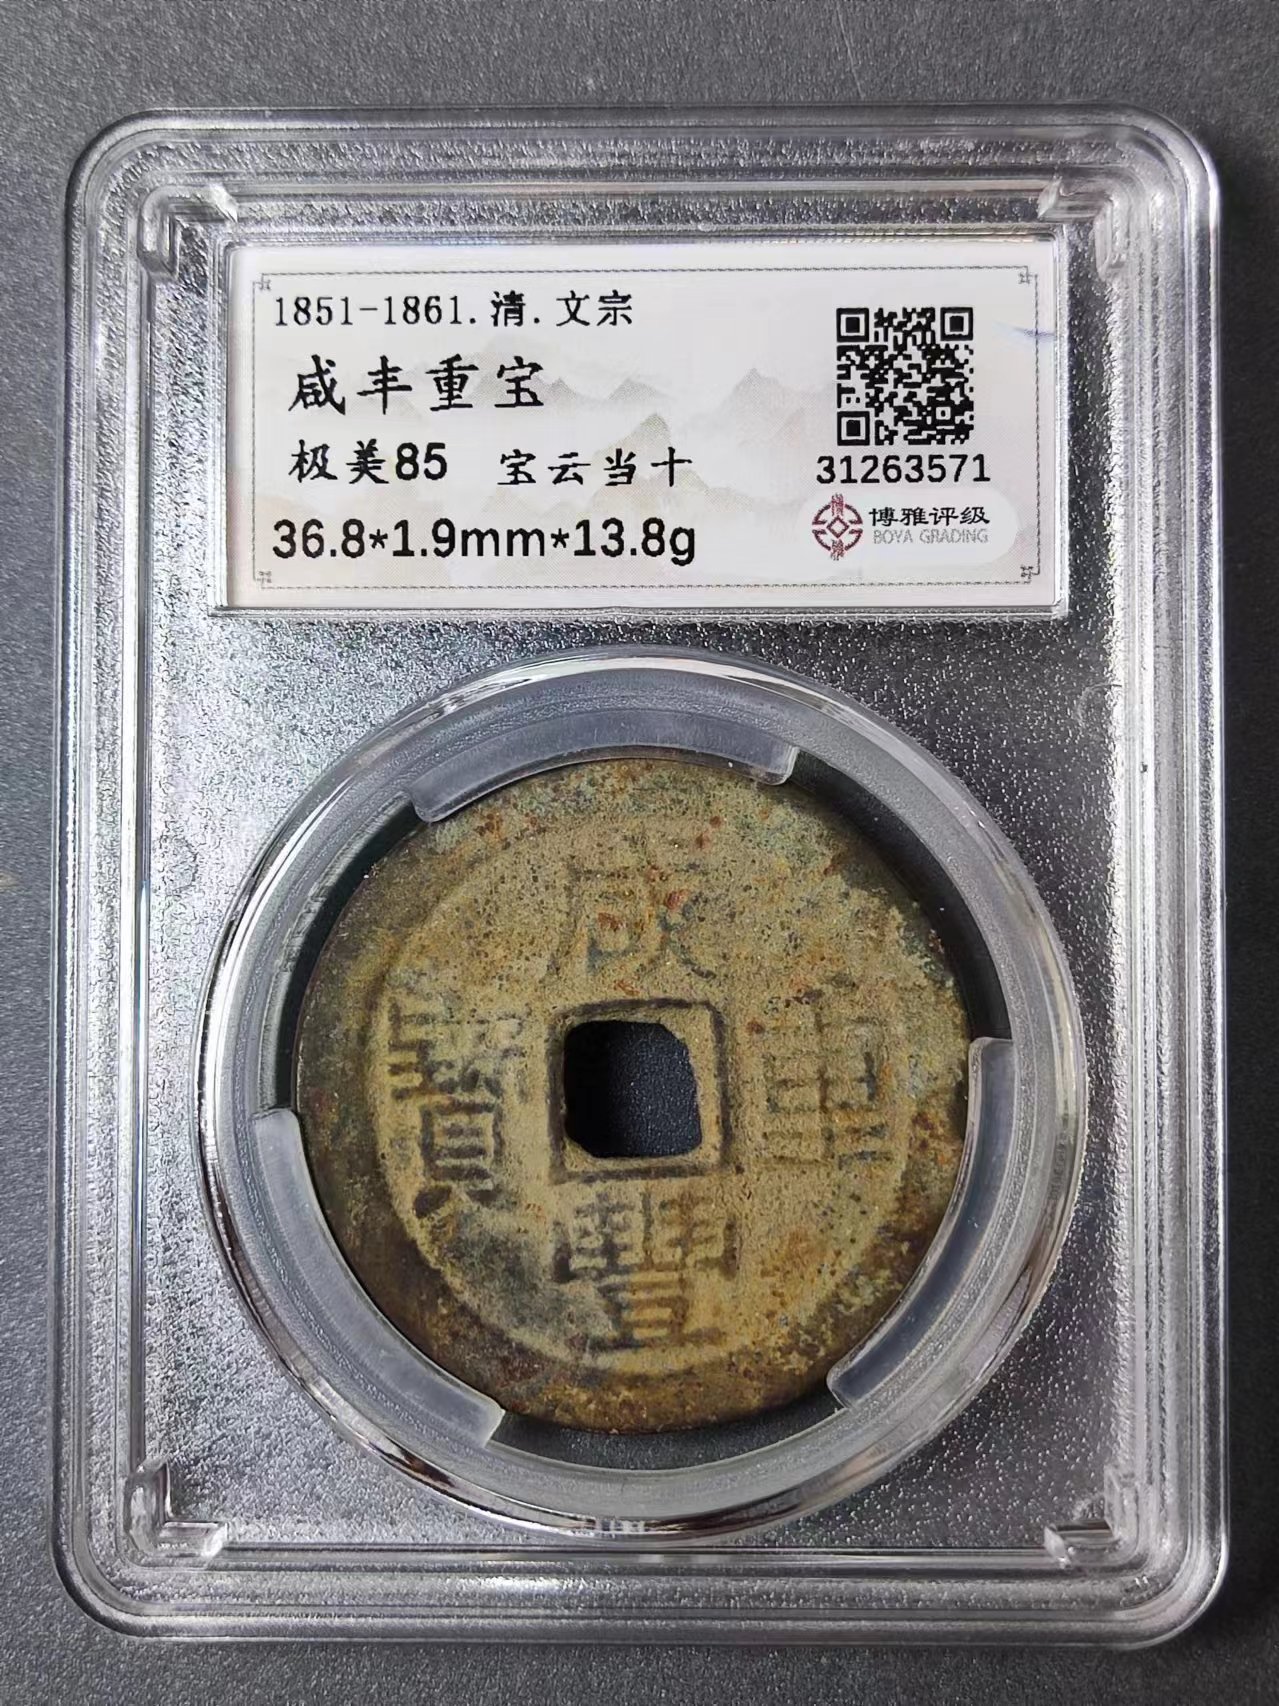 1851-1861.清.文宗
咸丰重宝
极美85 宝云当十
36.8*1.9mm*13.8g
31263571
博雅评级
BOYA GRADING
咸
寶 重
豐